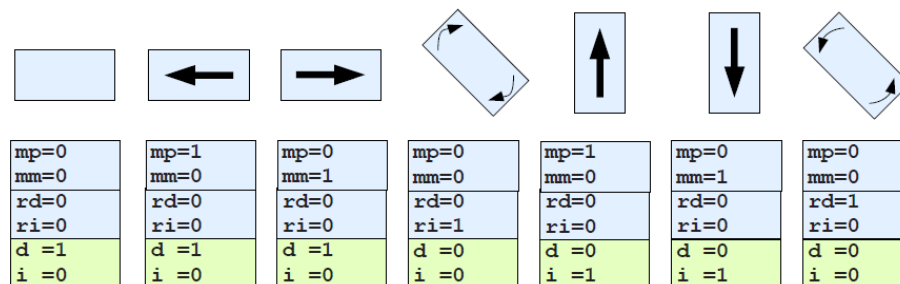 mp=0
mm=0
rd=0
ri=0
d =1
i =0
mp=1
mm=0
rd=0
ri=0
d =1
i =0
mp=0
mm=1
rd=0
ri=0
d =1
i =0
mp=0
mm=0
rd=0
ri=1
d =0
i =0
mp=1
mm=0
rd=0
ri=0
d =0
i =1
mp=0
mm=1
rd=0
ri=0
d =0
i =1
mp=0
mm=0
rd=1
ri=0
d =0
i =0